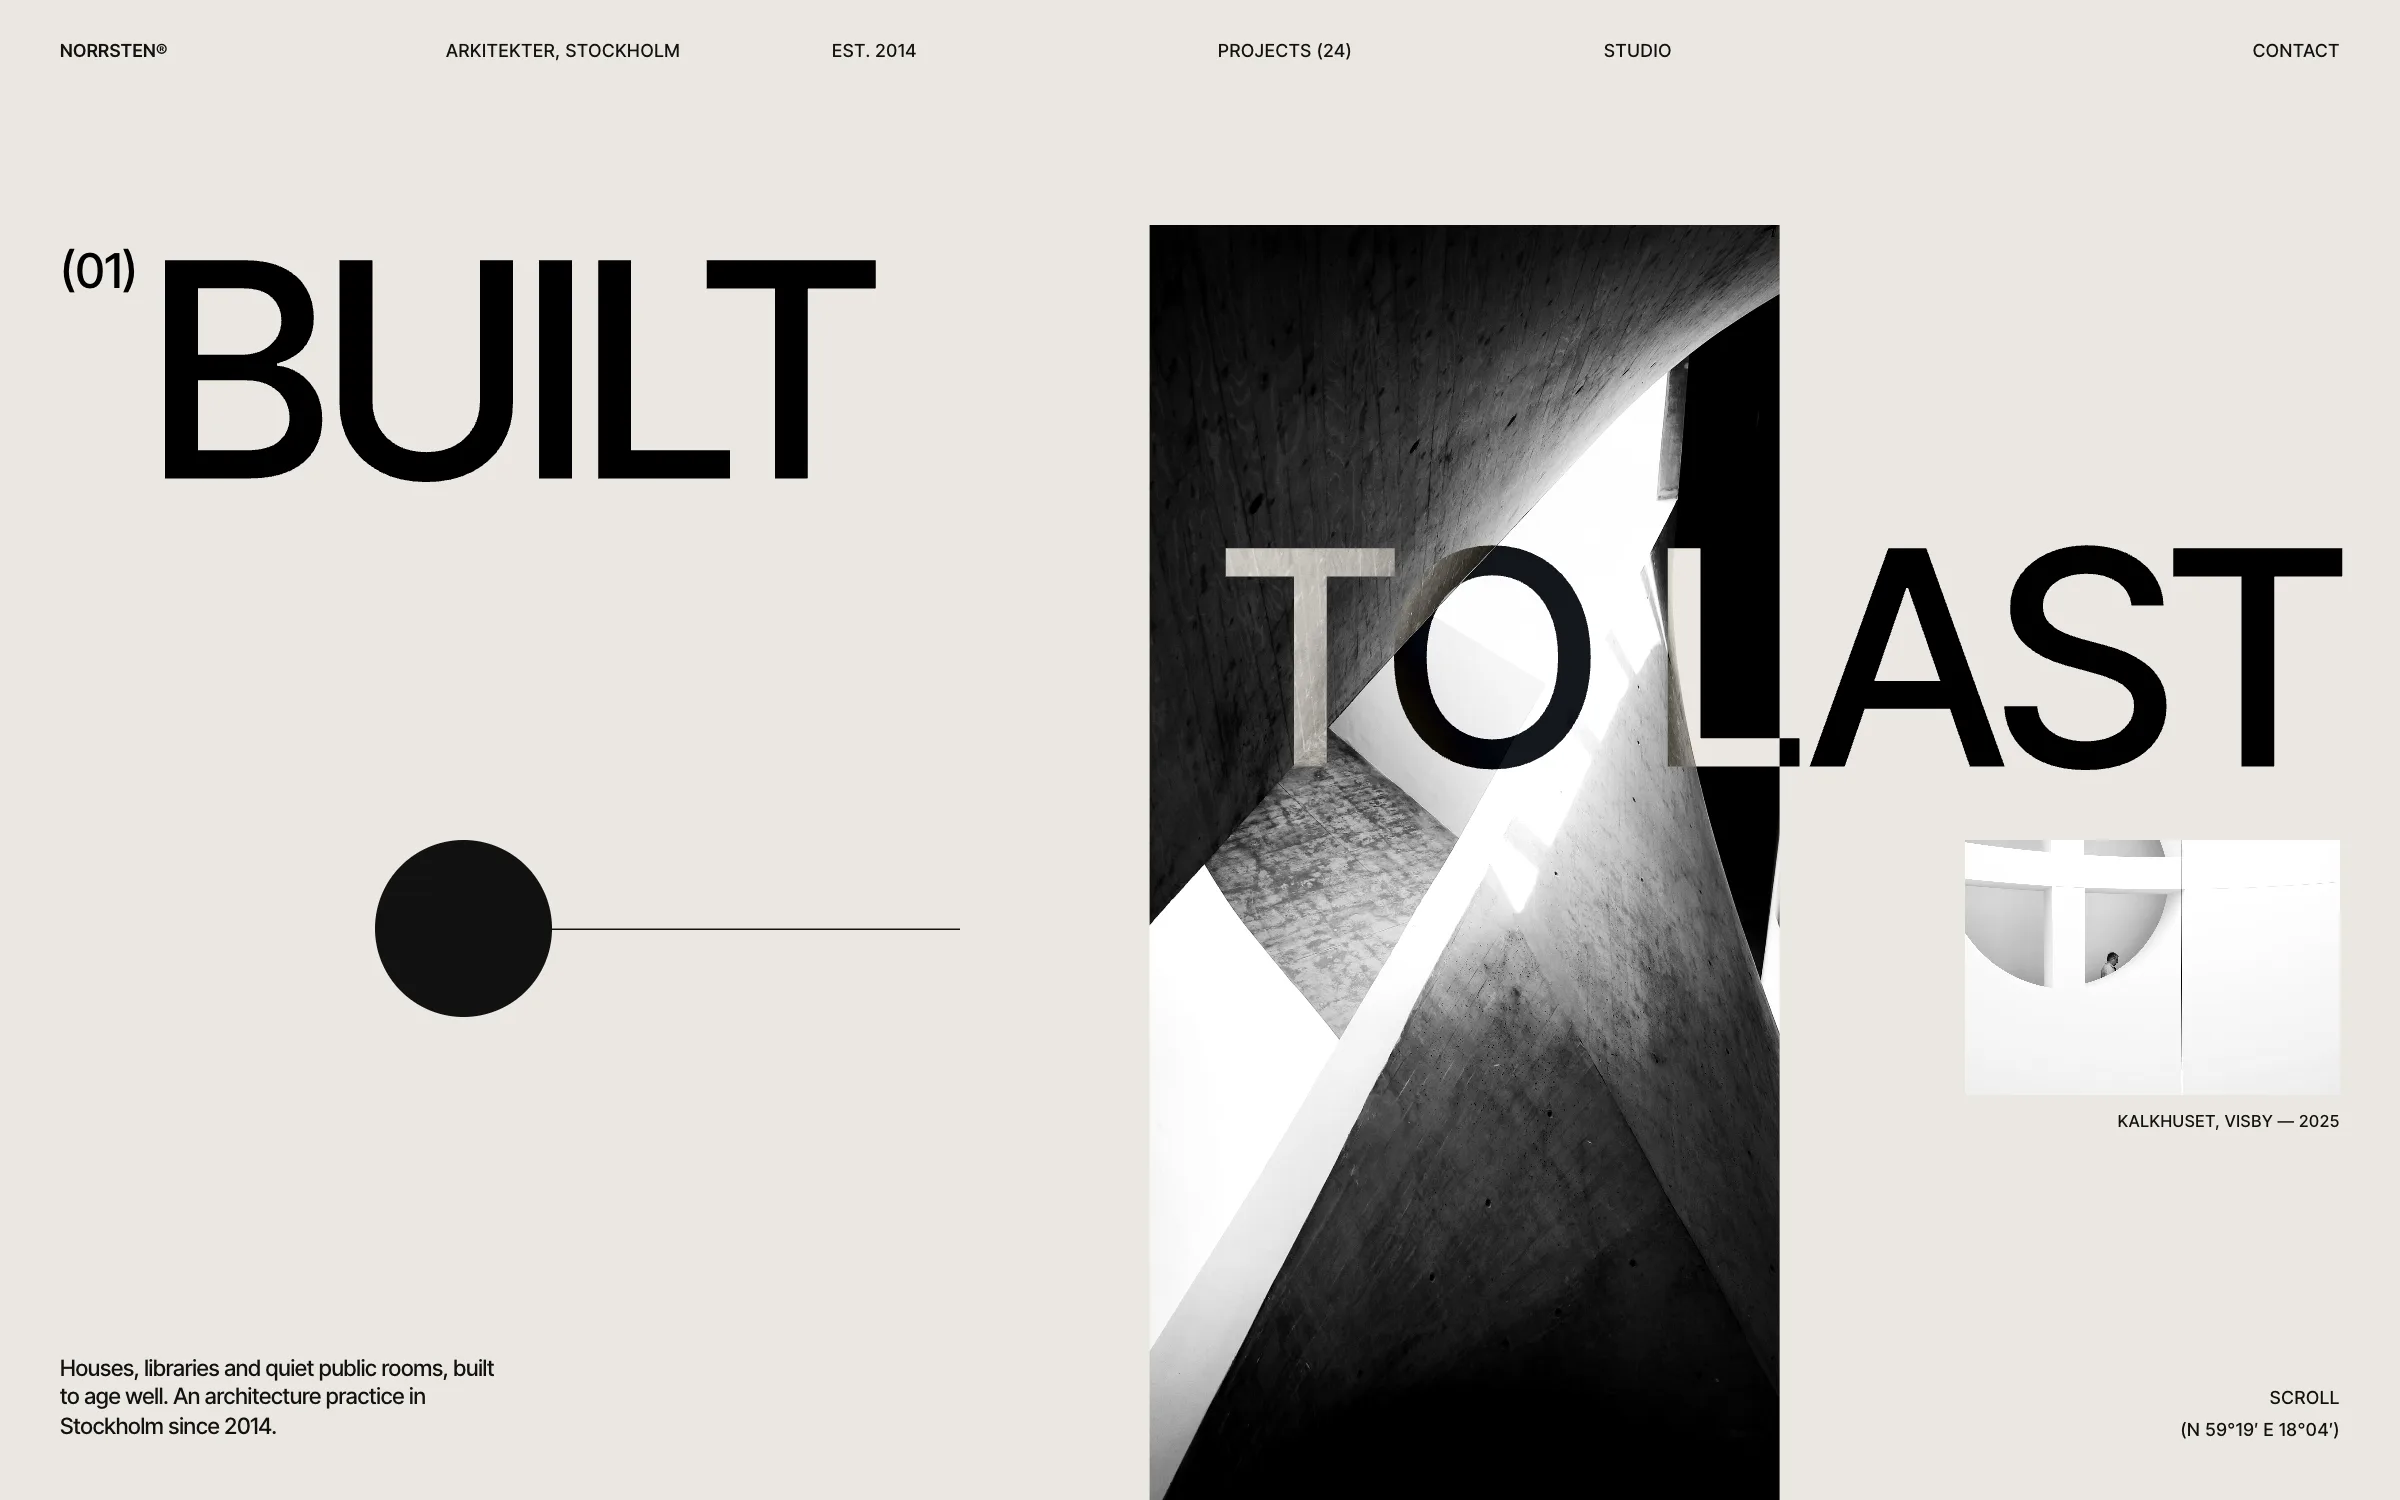 NORRSTEN®
ARKITEKTER, STOCKHOLM
EST. 2014
PROJECTS (24)
STUDIO
CONTACT
(01) BUILT
TO LAST
KALKHUSET, VISBY — 2025
Houses, libraries and quiet public rooms, built
to age well. An architecture practice in
Stockholm since 2014.
SCROLL
(N 59°19′ E 18°04′)